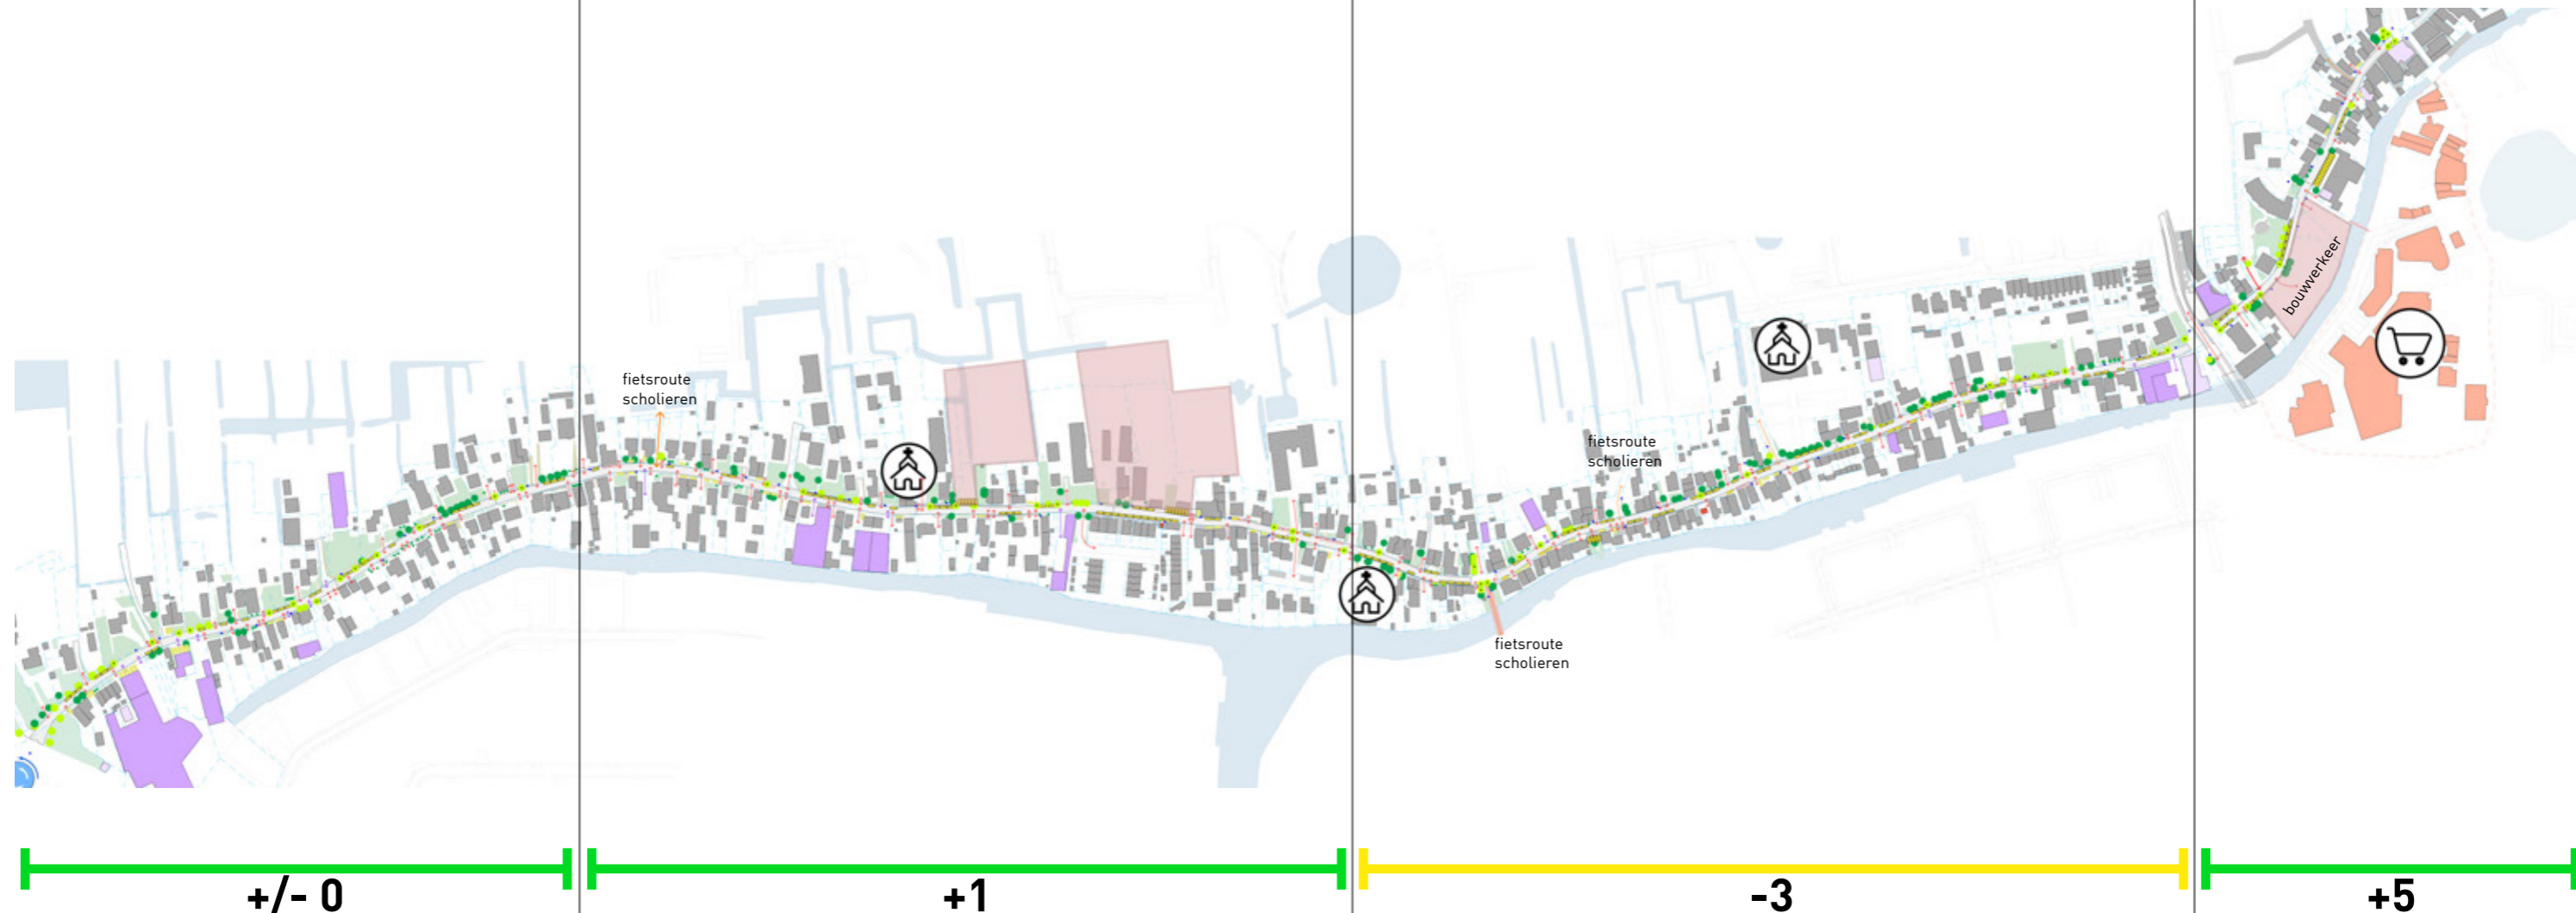 bouwverkeer
fietsroute
scholieren
fietsroute
scholieren
fietsroute
scholieren
+/- 0
+1
-3
+5